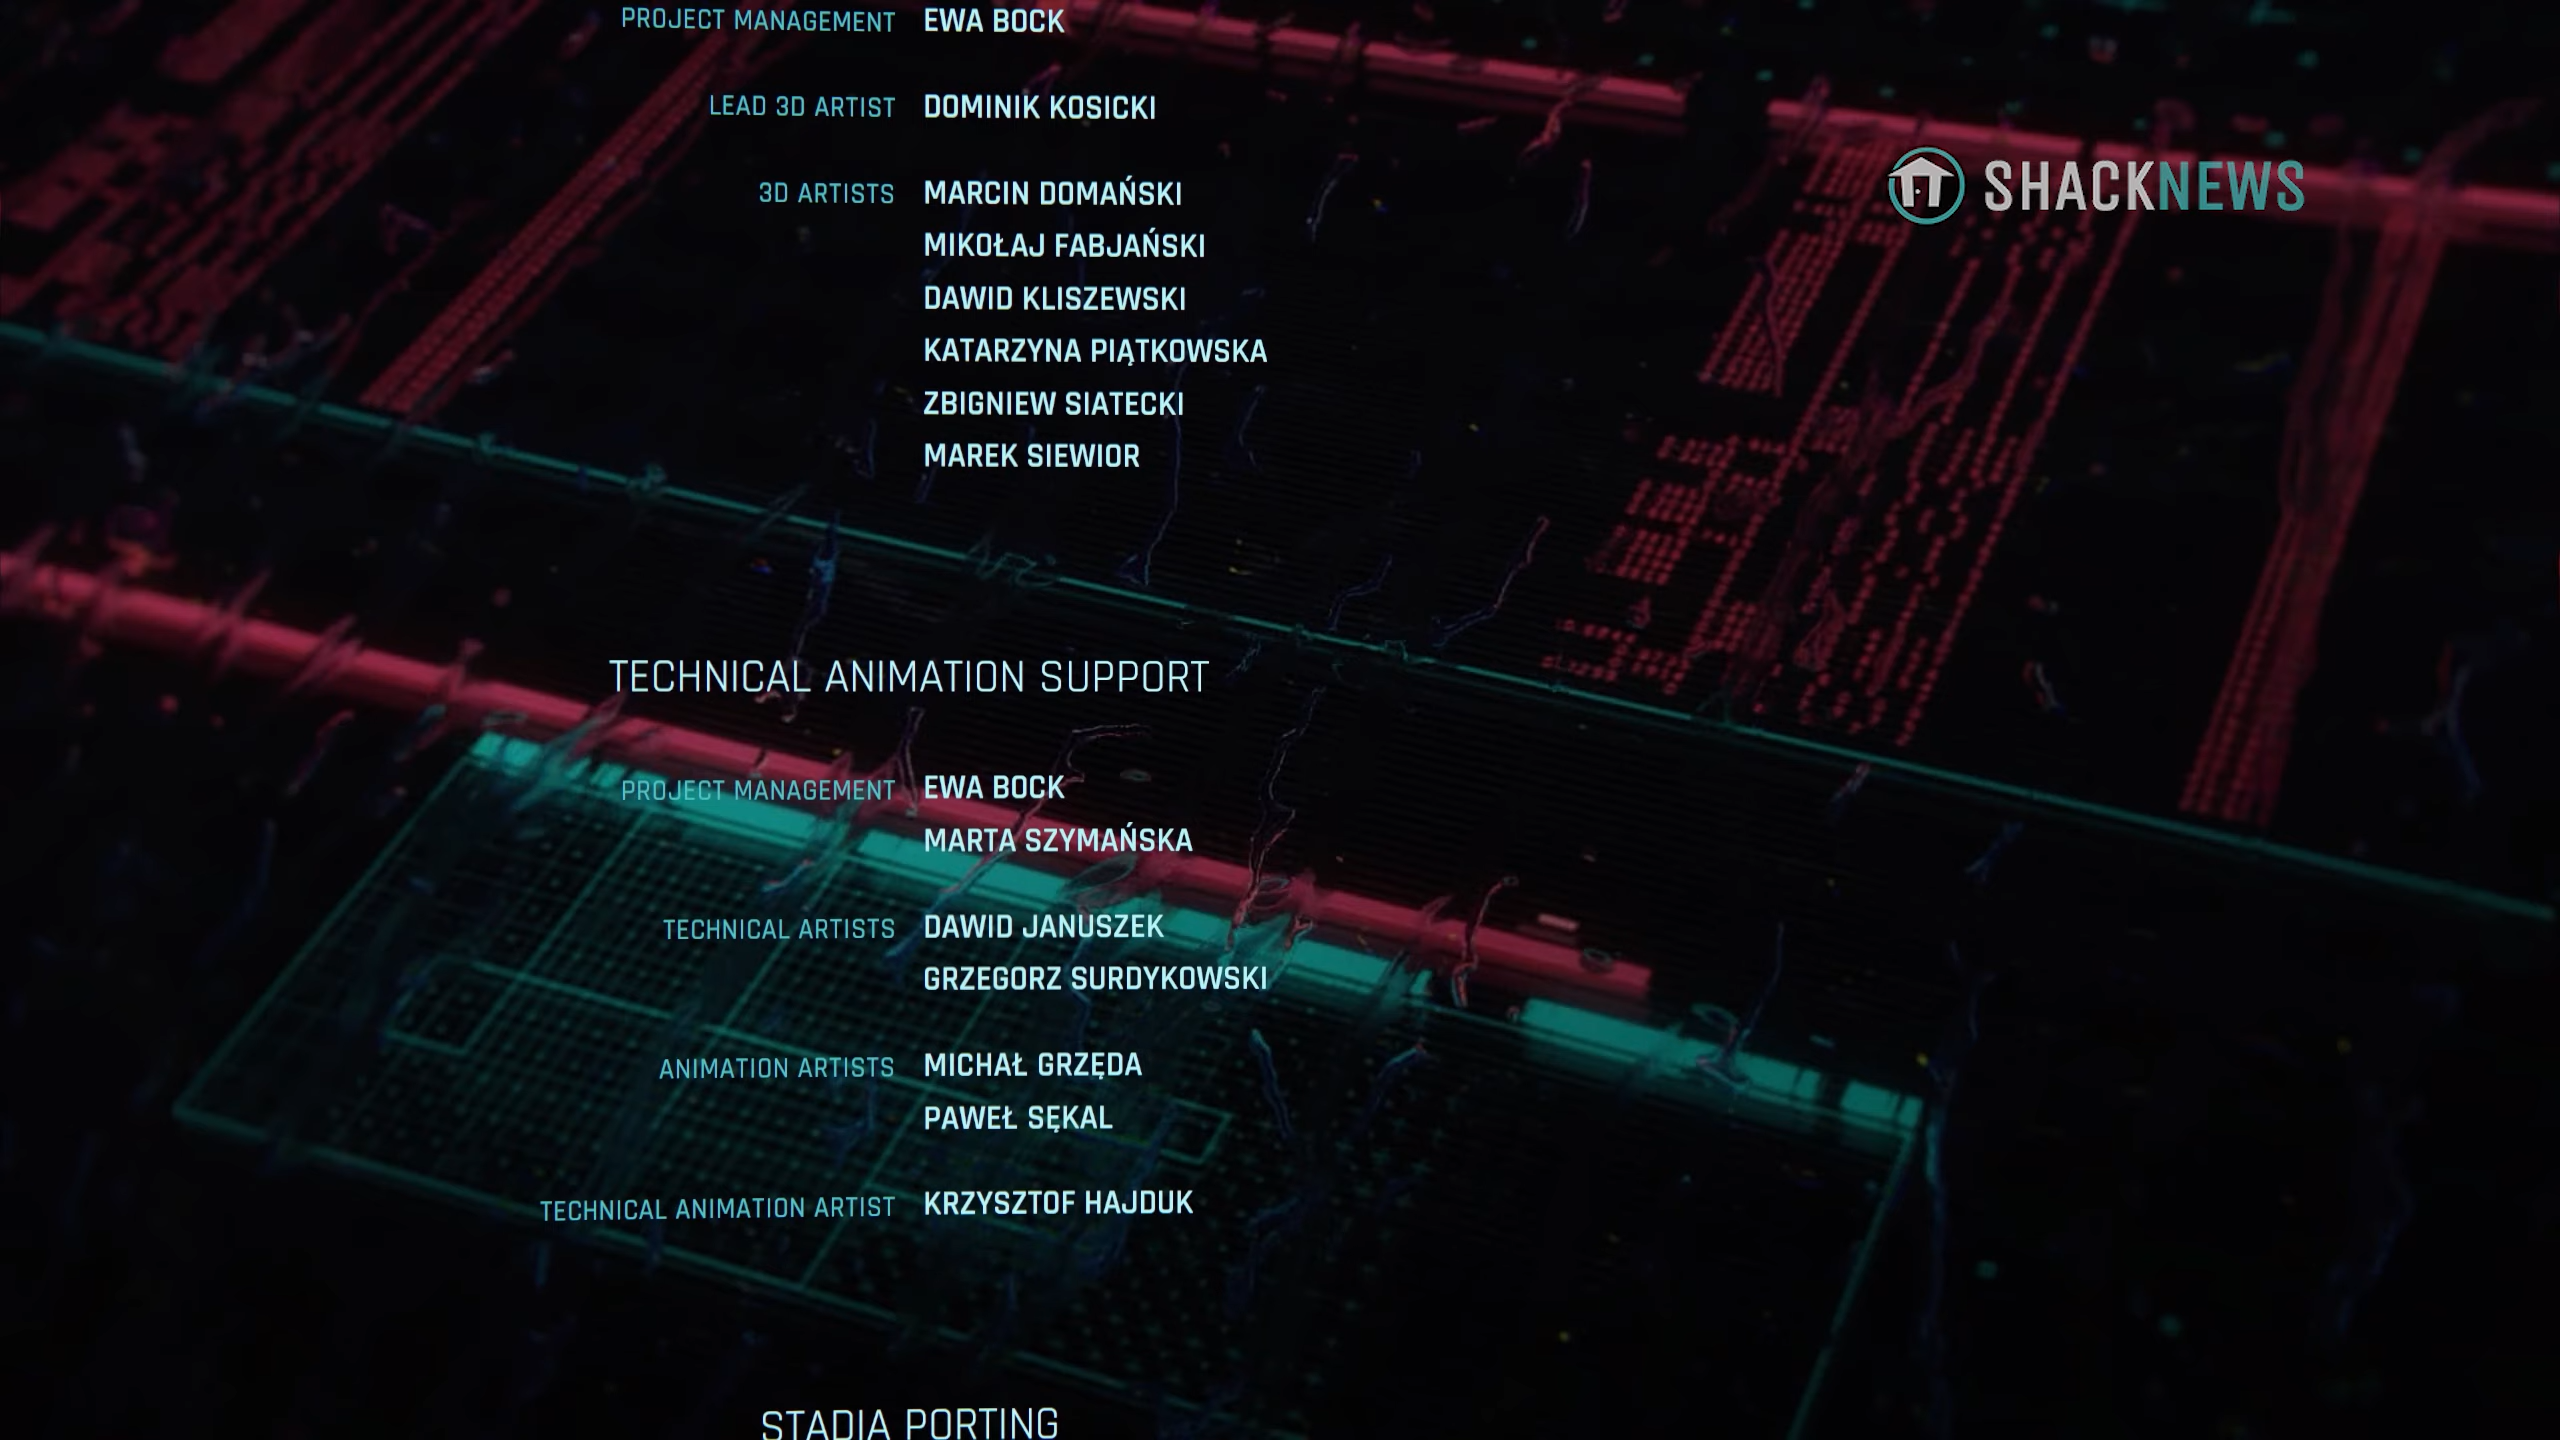 PROJECT MANAGEMENT EWA BOCK
LEAD 3D ARTIST DOMINIK KOSICKI
SHACKNEWS
3D ARTISTS MARCIN DOMAŃSKI
MIKOŁAJ FABJAŃSKI
DAWID KLISZEWSKI
KATARZYNA PIĄTKOWSKA
ZBIGNIEW SIATECKI
MAREK SIEWIOR
TECHNICAL ANIMATION SUPPORT
PROJECT MANAGEMENT EWA BOCK
MARTA SZYMAŃSKA
TECHNICAL ARTISTS DAWID JANUSZEK
GRZEGORZ SURDYKOWSKI
ANIMATION ARTISTS MICHAŁ GRZĘDA
PAWEŁ SĘKAL
TECHNICAL ANIMATION ARTIST KRZYSZTOF HAJDUK
STADIA PORTING